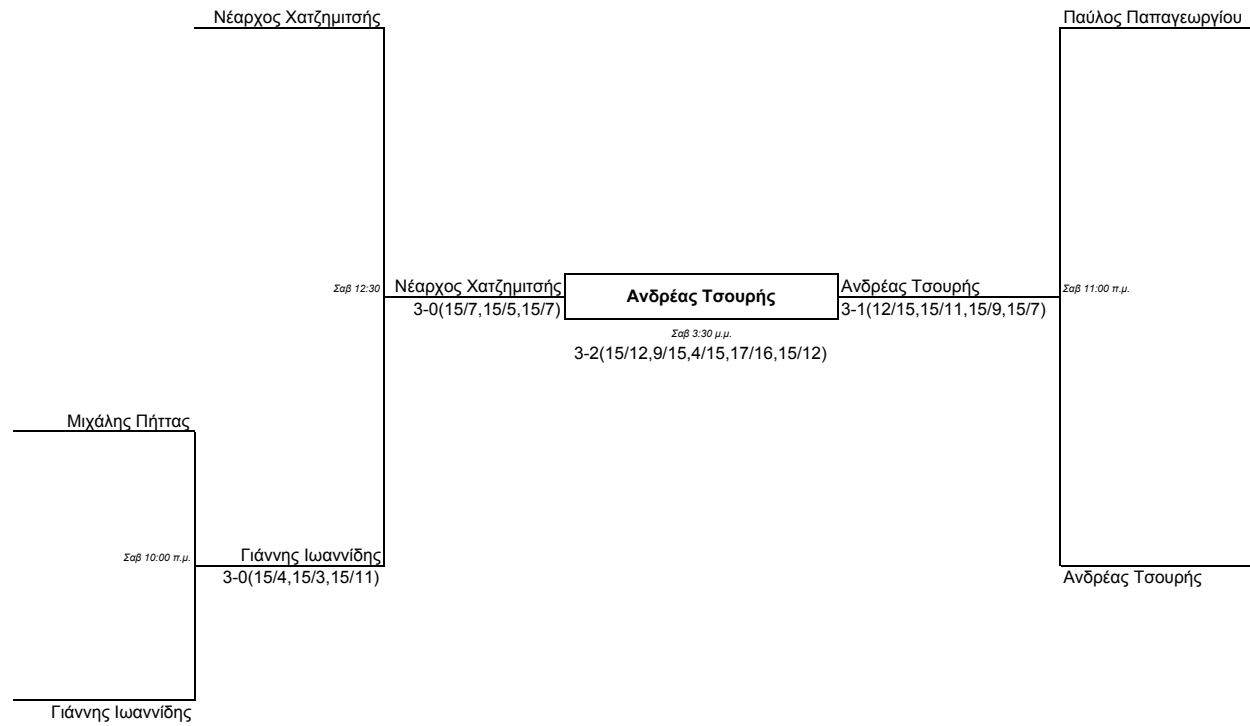 Νέαρχος Χατζημιτσής
Παύλος Παπαγεωργίου
Σαβ 12:30
Νέαρχος Χατζημιτσής
3-0(15/7,15/5,15/7)
Ανδρέας Τσουρής
Σαβ 3:30 μ.μ.
3-2(15/12,9/15,4/15,17/16,15/12)
Ανδρέας Τσουρής
3-1(12/15,15/11,15/9,15/7)
Σαβ 11:00 π.μ.
Μιχάλης Πήττας
Σαβ 10:00 π.μ.
Γιάννης Ιωαννίδης
3-0(15/4,15/3,15/11)
Ανδρέας Τσουρής
Γιάννης Ιωαννίδης